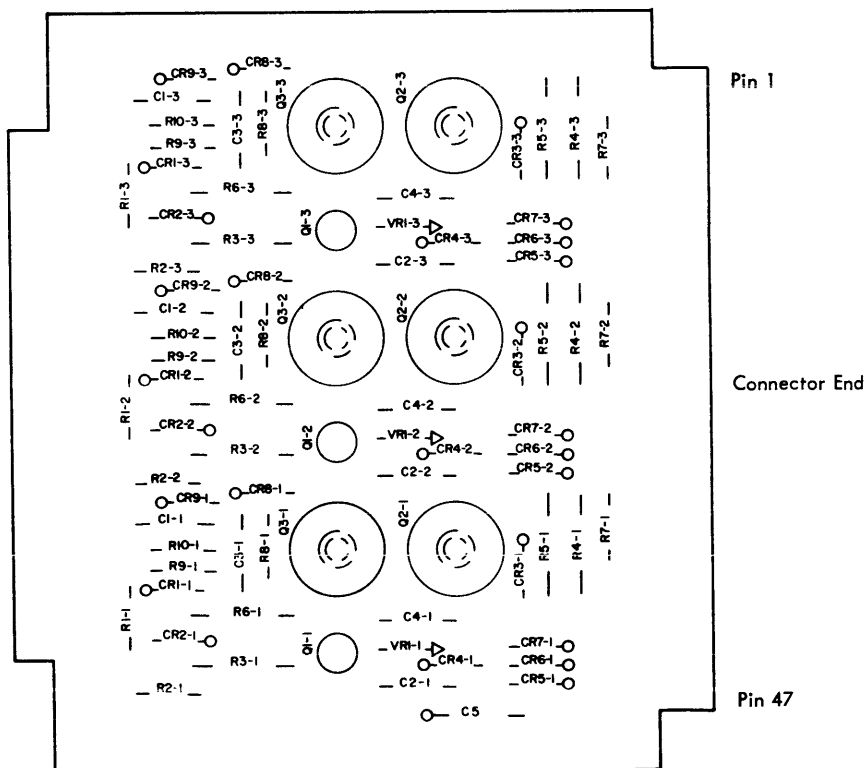 CR9-3
CR8-3
C1-3
Q3-3
Q2-3
Pin 1
R10-3
C3-3
R8-3
R9-3
CR3-3
R5-3
R4-3
R7-3
CR1-3
R1-3
R6-3
C4-3
CR2-3
Q1-3
VR1-3
CR7-3
R3-3
CR4-3
CR6-3
C2-3
CR5-3
R2-3
CR9-2
CR8-2
C1-2
Q3-2
Q2-2
R10-2
C3-2
R8-2
R9-2
CR3-2
R5-2
R4-2
R7-2
CR1-2
Connector End
R1-2
R6-2
C4-2
CR2-2
Q1-2
VR1-2
CR7-2
R3-2
CR4-2
CR6-2
C2-2
CR5-2
R2-2
CR9-1
CR8-1
C1-1
Q3-1
Q2-1
R10-1
C3-1
R8-1
R9-1
CR3-1
R5-1
R4-1
R7-1
CR1-1
R1-1
R6-1
C4-1
CR2-1
Q1-1
VR1-1
CR7-1
R3-1
CR4-1
CR6-1
C2-1
CR5-1
R2-1
Pin 47
C5